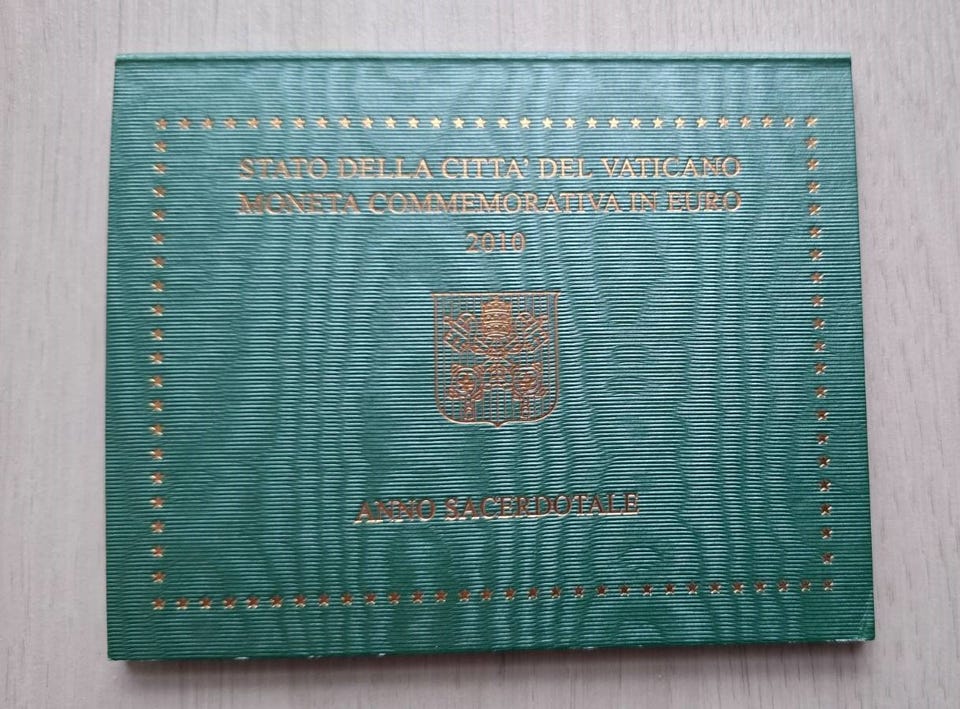 STATO DELLA CITTA' DEL VATICANO
MONETA COMMEMORATIVA IN EURO
2010
ANNO SACERDOTALE